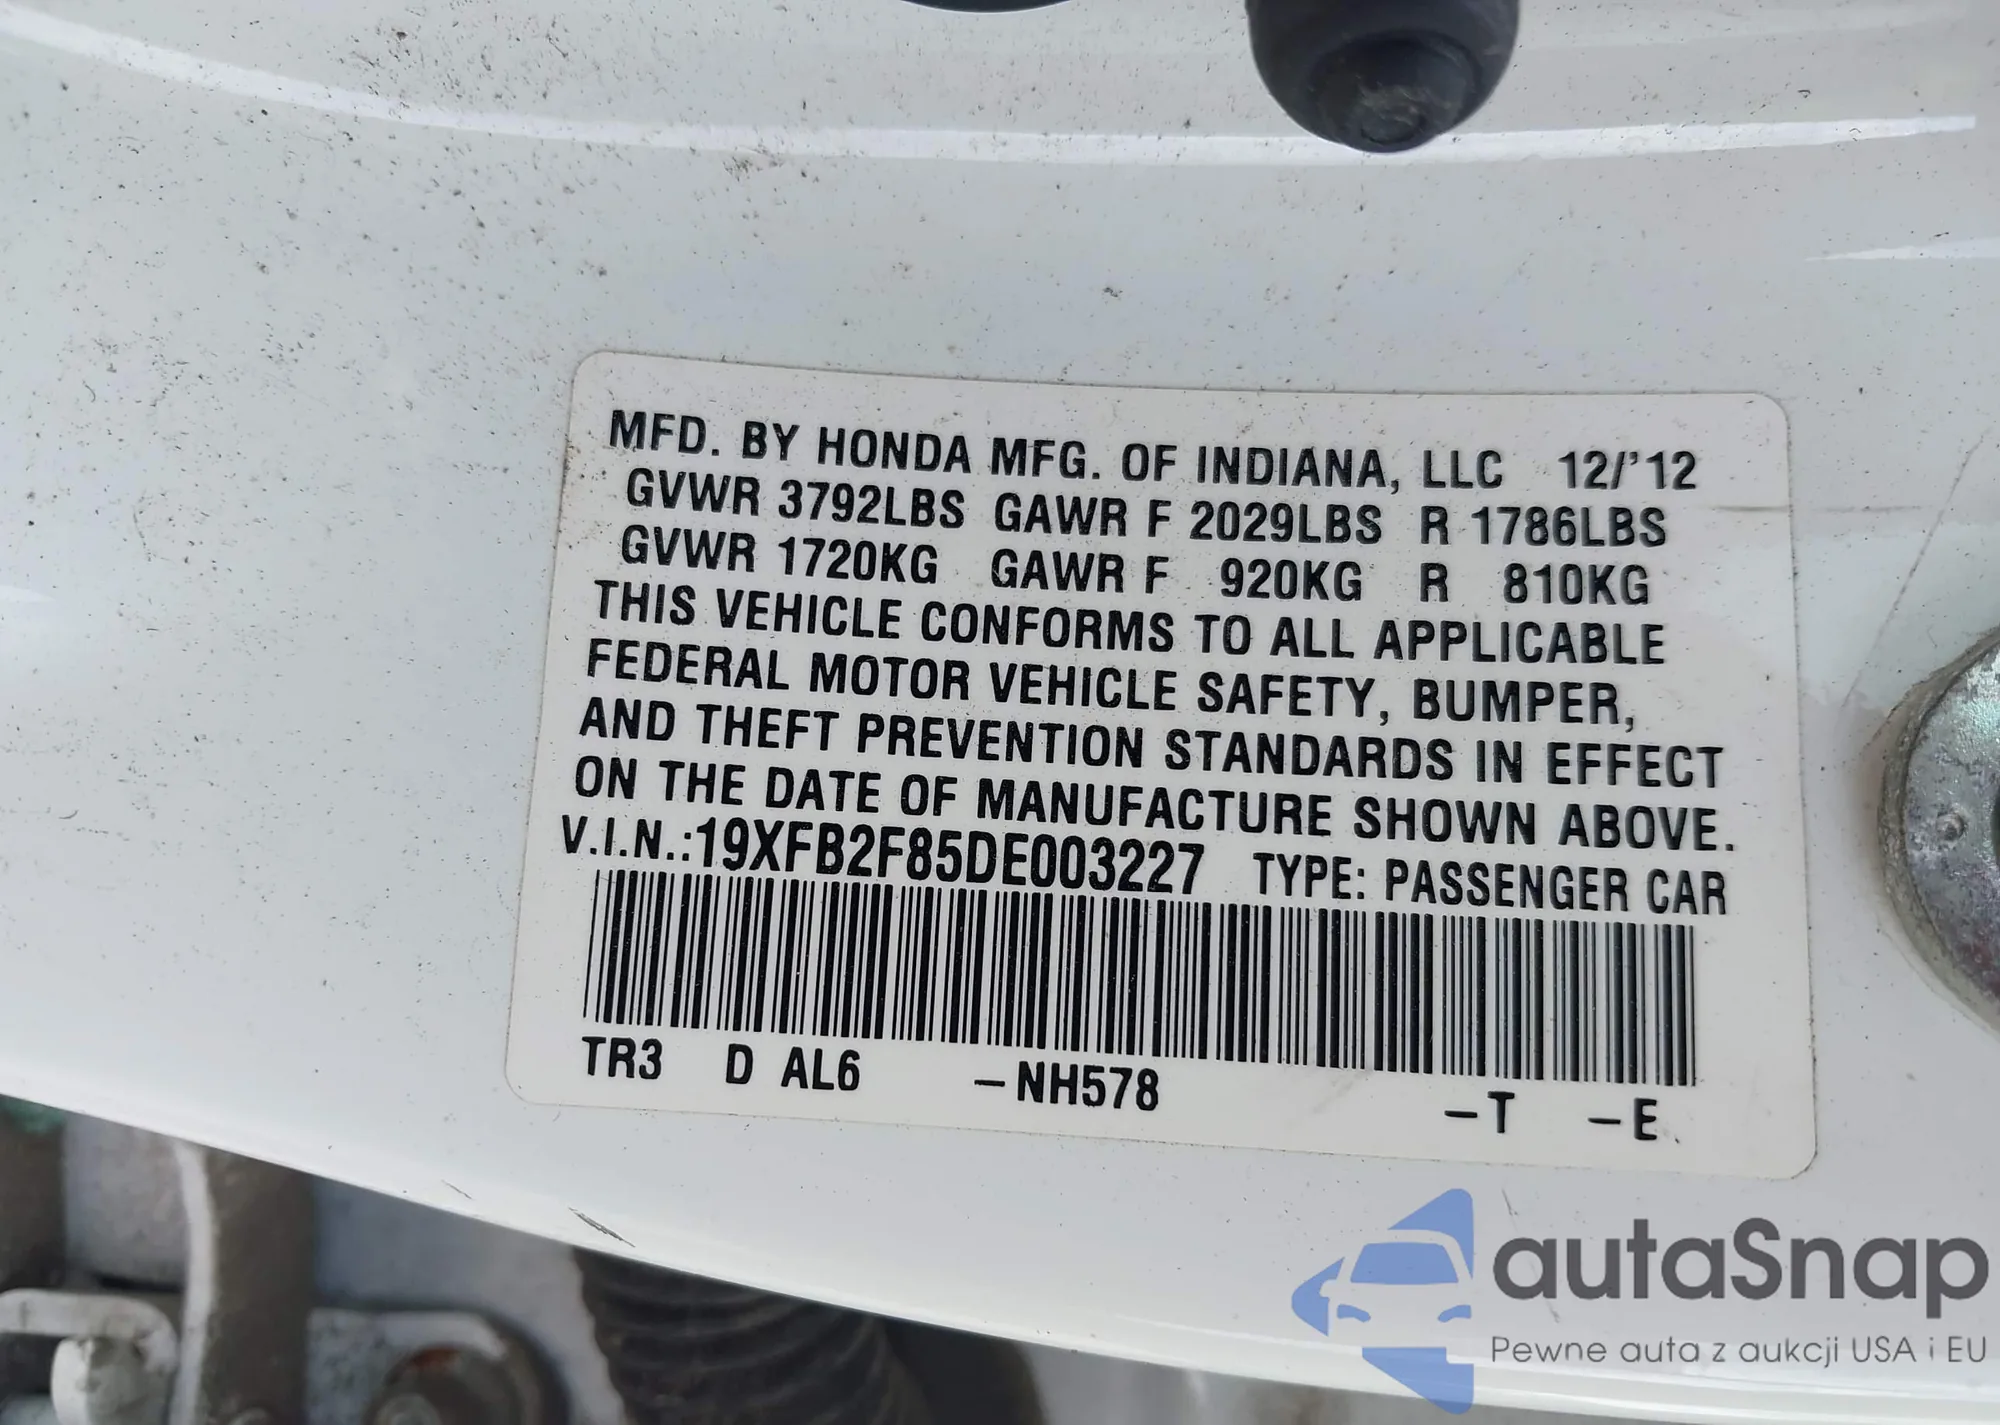 MFD. BY HONDA MFG. OF INDIANA, LLC 12/'12
GVWR 3792LBS GAWR F 2029LBS R 1786LBS
GVWR 1720KG GAWR F 920KG R 810KG
THIS VEHICLE CONFORMS TO ALL APPLICABLE
FEDERAL MOTOR VEHICLE SAFETY, BUMPER,
AND THEFT PREVENTION STANDARDS IN EFFECT
ON THE DATE OF MANUFACTURE SHOWN ABOVE.
V.I.N.:19XFB2F85DE003227 TYPE: PASSENGER CAR
TR3 D AL6 –NH578 –T –E
autaSnap
Pewne auta z aukcji USA i EU